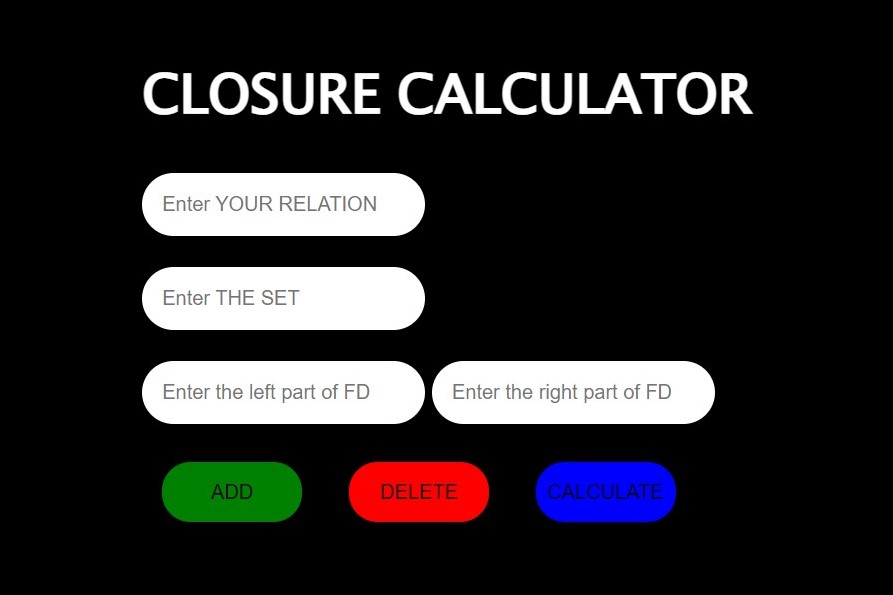 CLOSURE CALCULATOR
Enter YOUR RELATION
Enter THE SET
Enter the left part of FD Enter the right part of FD
ADD DELETE CALCULATE